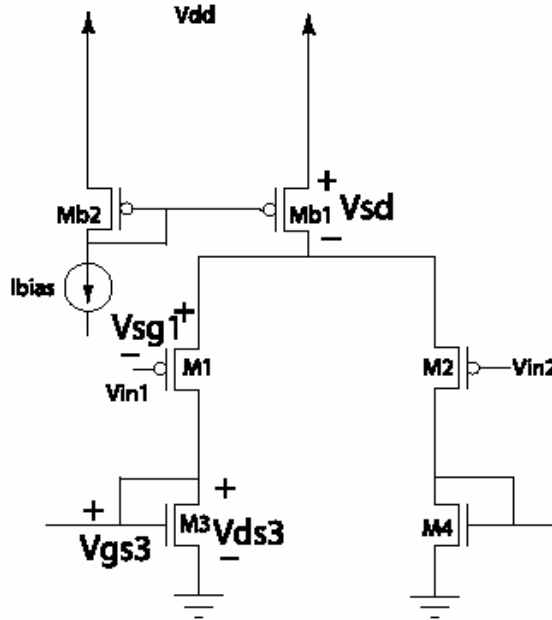 Vdd
Mb2
Mb1
+
Vsd
−
Ibias
+
Vsg1
−
Vin1
M1
M2
Vin2
+
Vgs3
M3
+
Vds3
−
M4